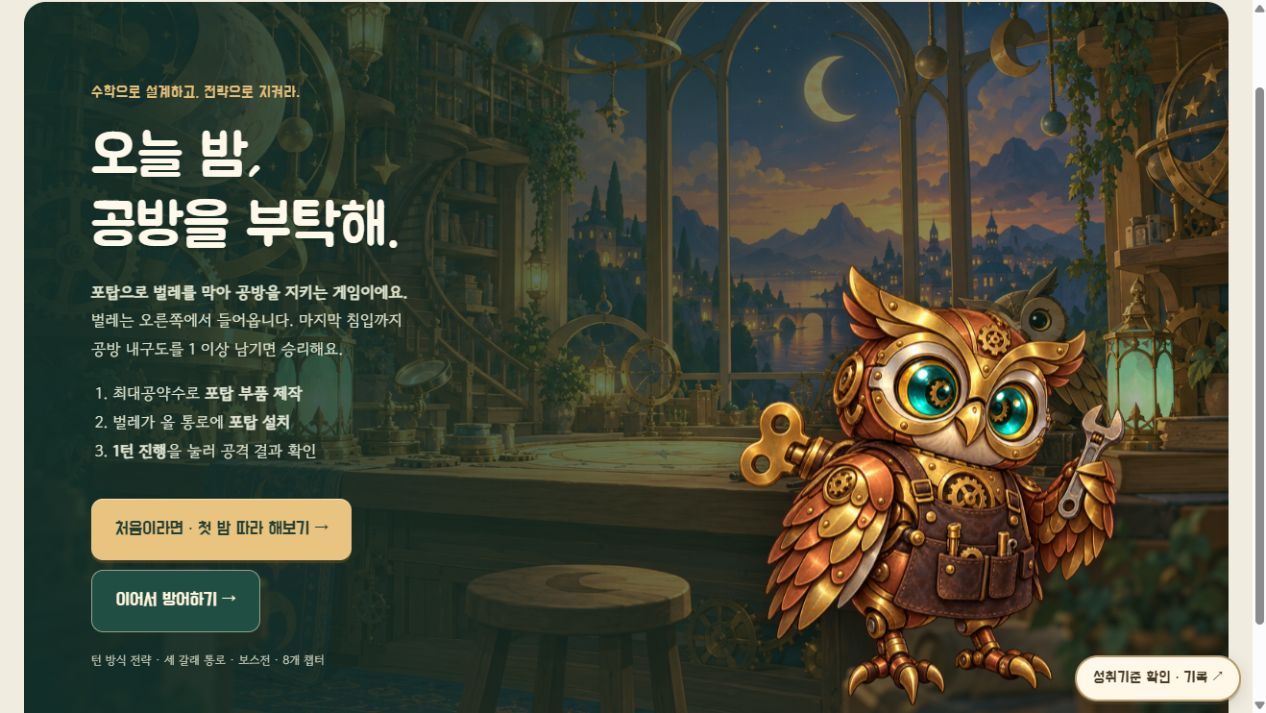 수학으로 설계하고, 전략으로 지켜라.
오늘 밤,
공방을 부탁해.
포탑으로 벌레를 막아 공방을 지키는 게임이에요.
벌레는 오른쪽에서 들어옵니다. 마지막 침입까지
공방 내구도를 1 이상 남기면 승리해요.
1. 최대공약수로 포탑 부품 제작
2. 벌레가 올 통로에 포탑 설치
3. 1턴 진행을 눌러 공격 결과 확인
처음이라면 · 첫 밤 따라 해보기 →
이어서 방어하기 →
턴 방식 전략 · 세 갈래 통로 · 보스전 · 8개 챕터
성취기준 확인 · 기록 ↗